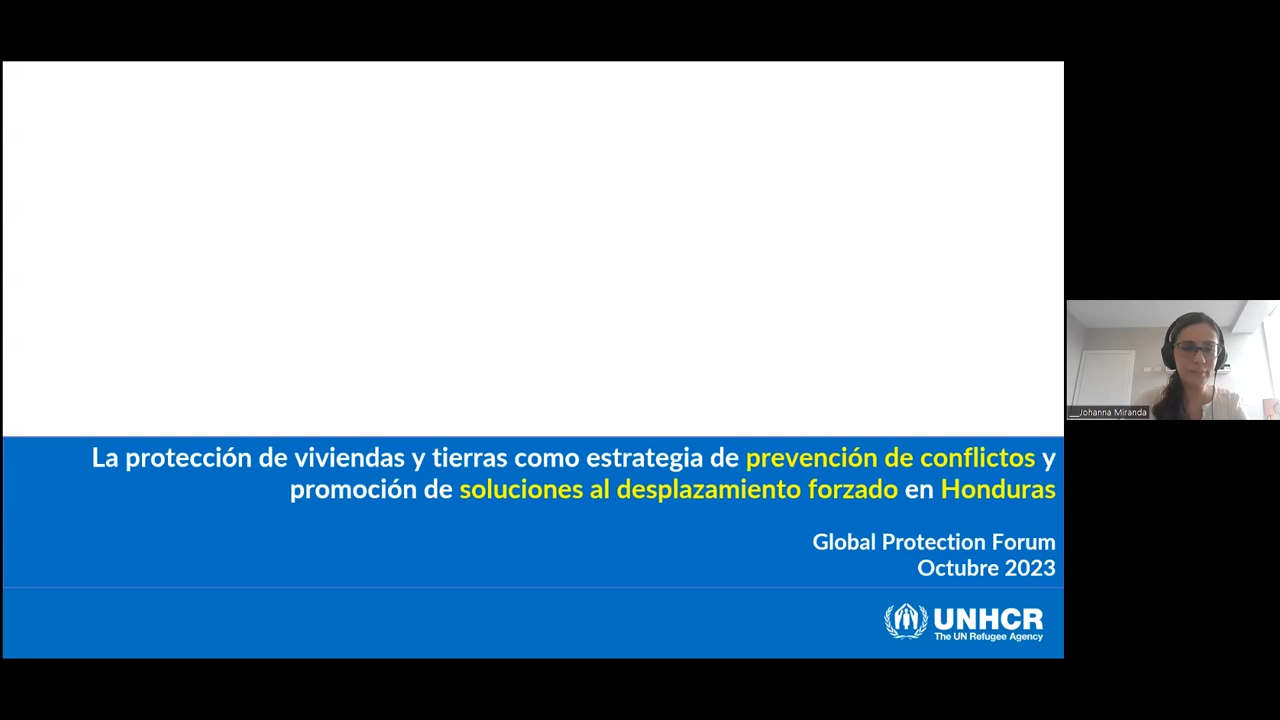 La protección de viviendas y tierras como estrategia de prevención de conflictos y
promoción de soluciones al desplazamiento forzado en Honduras
Global Protection Forum
Octubre 2023
UNHCR
The UN Refugee Agency
__Johanna Miranda